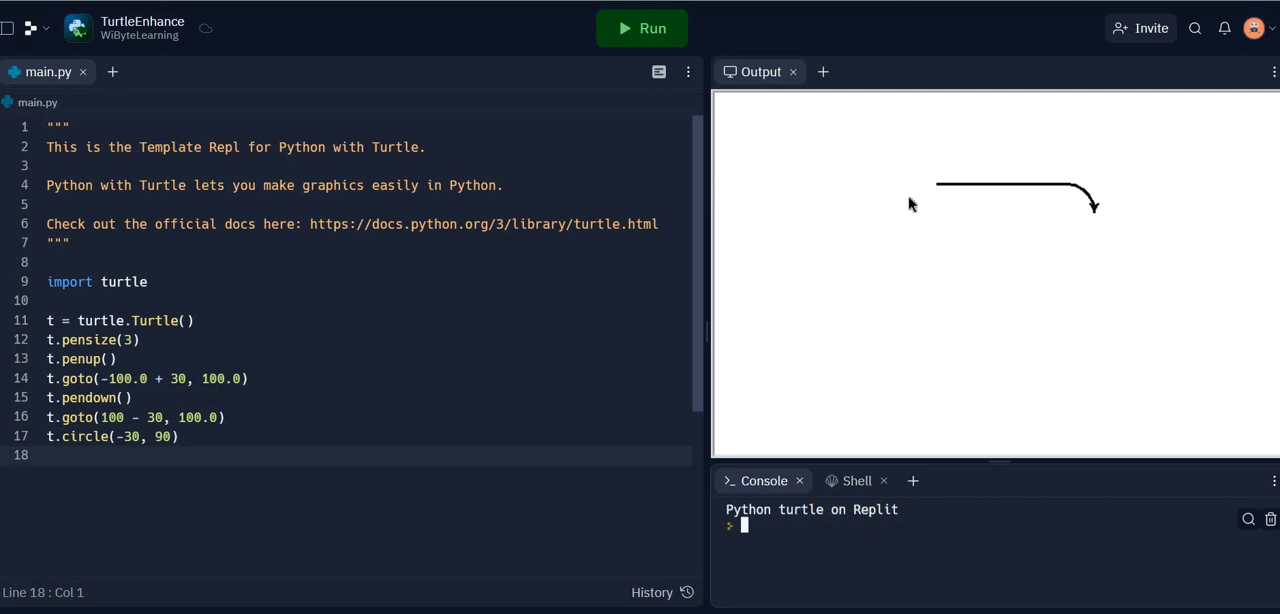 TurtleEnhance
WiByteLearning
Run
Invite
main.py
Output
main.py
1 """
2 This is the Template Repl for Python with Turtle.
3
4 Python with Turtle lets you make graphics easily in Python.
5
6 Check out the official docs here: https://docs.python.org/3/library/turtle.html
7 """
8
9 import turtle
10
11 t = turtle.Turtle()
12 t.pensize(3)
13 t.penup()
14 t.goto(-100.0 + 30, 100.0)
15 t.pendown()
16 t.goto(100 - 30, 100.0)
17 t.circle(-30, 90)
18
Console
Shell
Python turtle on Replit
Line 18 : Col 1
History